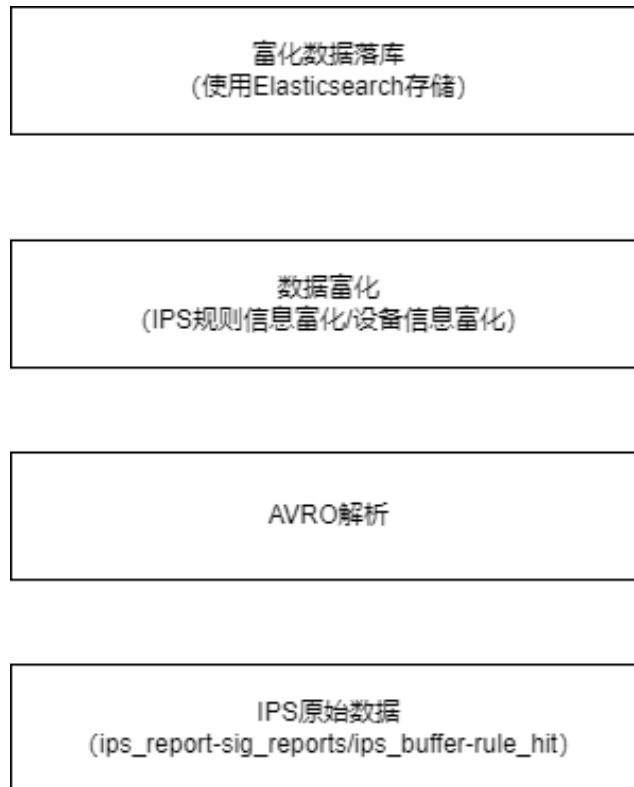 富化数据落库
（使用Elasticsearch存储）
数据富化
（IPS规则信息富化/设备信息富化）
AVRO解析
IPS原始数据
（ips_report-sig_reports/ips_buffer-rule_hit）